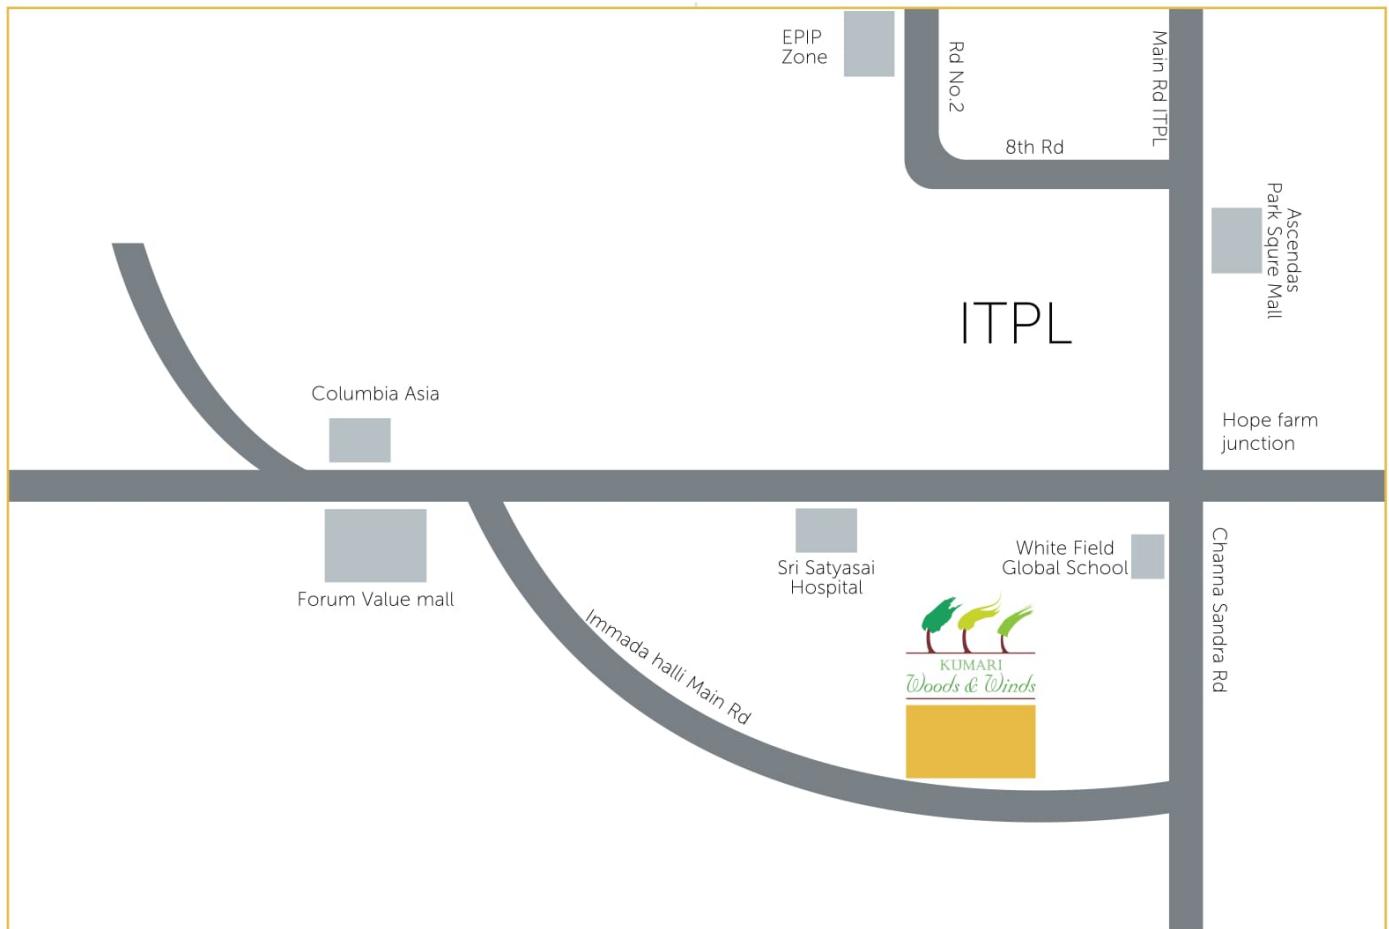 EPIP
Zone
Rd No.2
Main Rd ITPL
8th Rd
Ascendas
Park Squre Mall
ITPL
Columbia Asia
Hope farm
junction
Forum Value mall
Sri Satyasai
Hospital
White Field
Global School
Channa Sandra Rd
Immada halli Main Rd
KUMARI
Woods & Winds